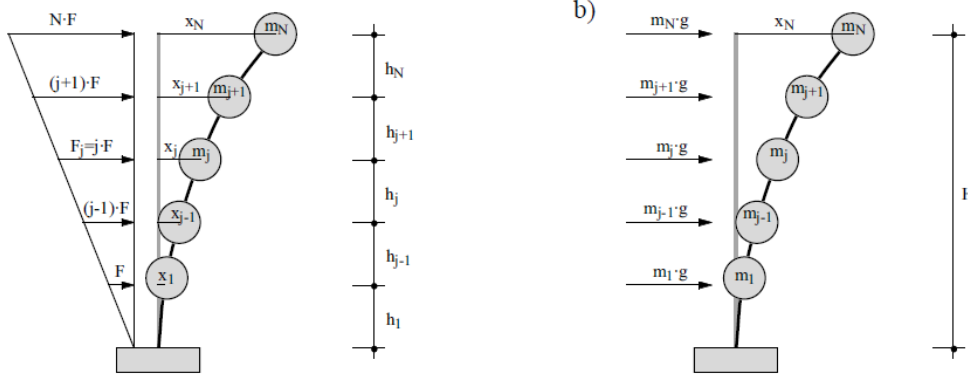 N·F
x_N
m_N
(j+1)·F
x_{j+1}
m_{j+1}
h_N
F_j=j·F
x_j
m_j
h_{j+1}
(j-1)·F
x_{j-1}
h_j
F
x_1
h_{j-1}
h_1
b)
m_N·g
x_N
m_N
m_{j+1}·g
m_{j+1}
m_j·g
m_j
m_{j-1}·g
m_{j-1}
m_1·g
m_1